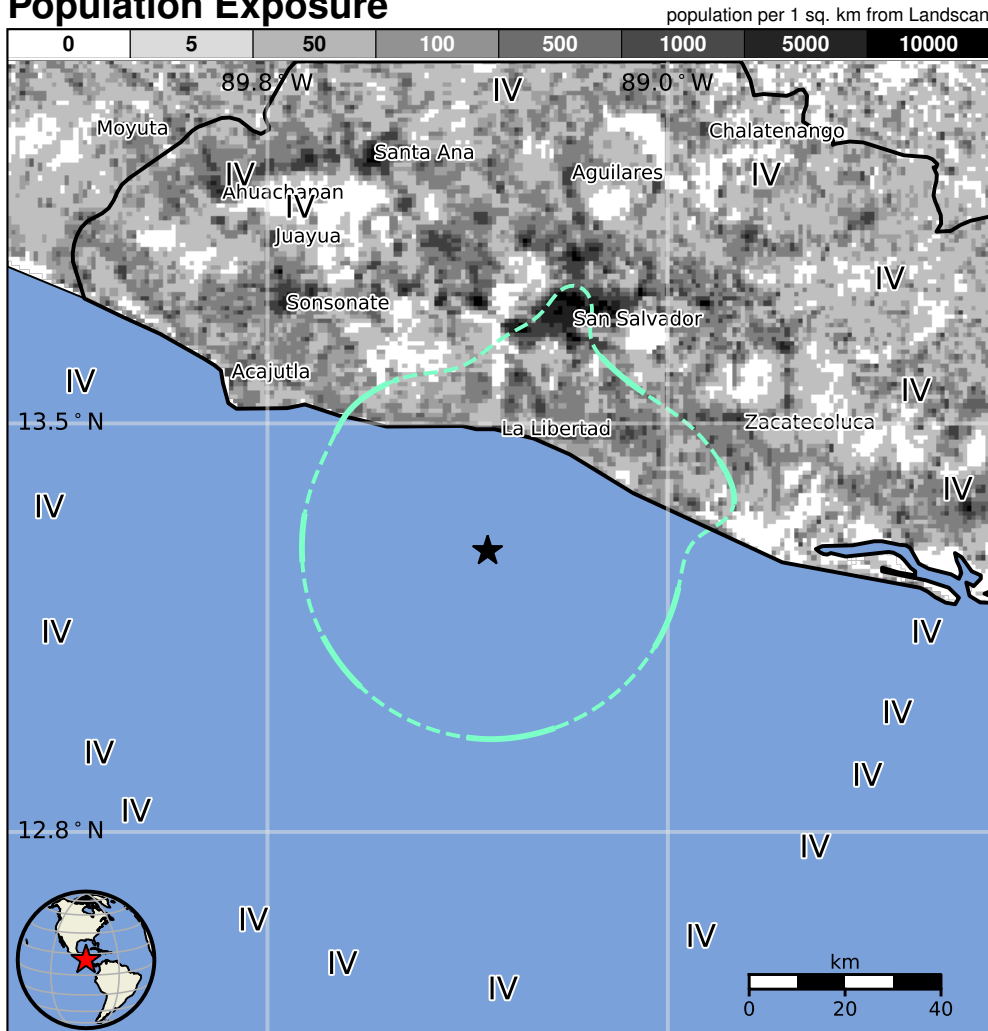 Population Exposure
population per 1 sq. km from Landscan
0 5 50 100 500 1000 5000 10000
89.8°W
89.0°W
IV
Moyuta
Chalatenango
Santa Ana
Aguilares
IV
IV
Ahuachapan
IV
Juayua
IV
Sonsonate
San Salvador
Acajutla
IV
IV
13.5°N
La Libertad
Zacatecoluca
IV
IV
IV
IV
IV
IV
IV
IV
12.8°N
IV
IV
IV
IV
IV
km
0 20 40